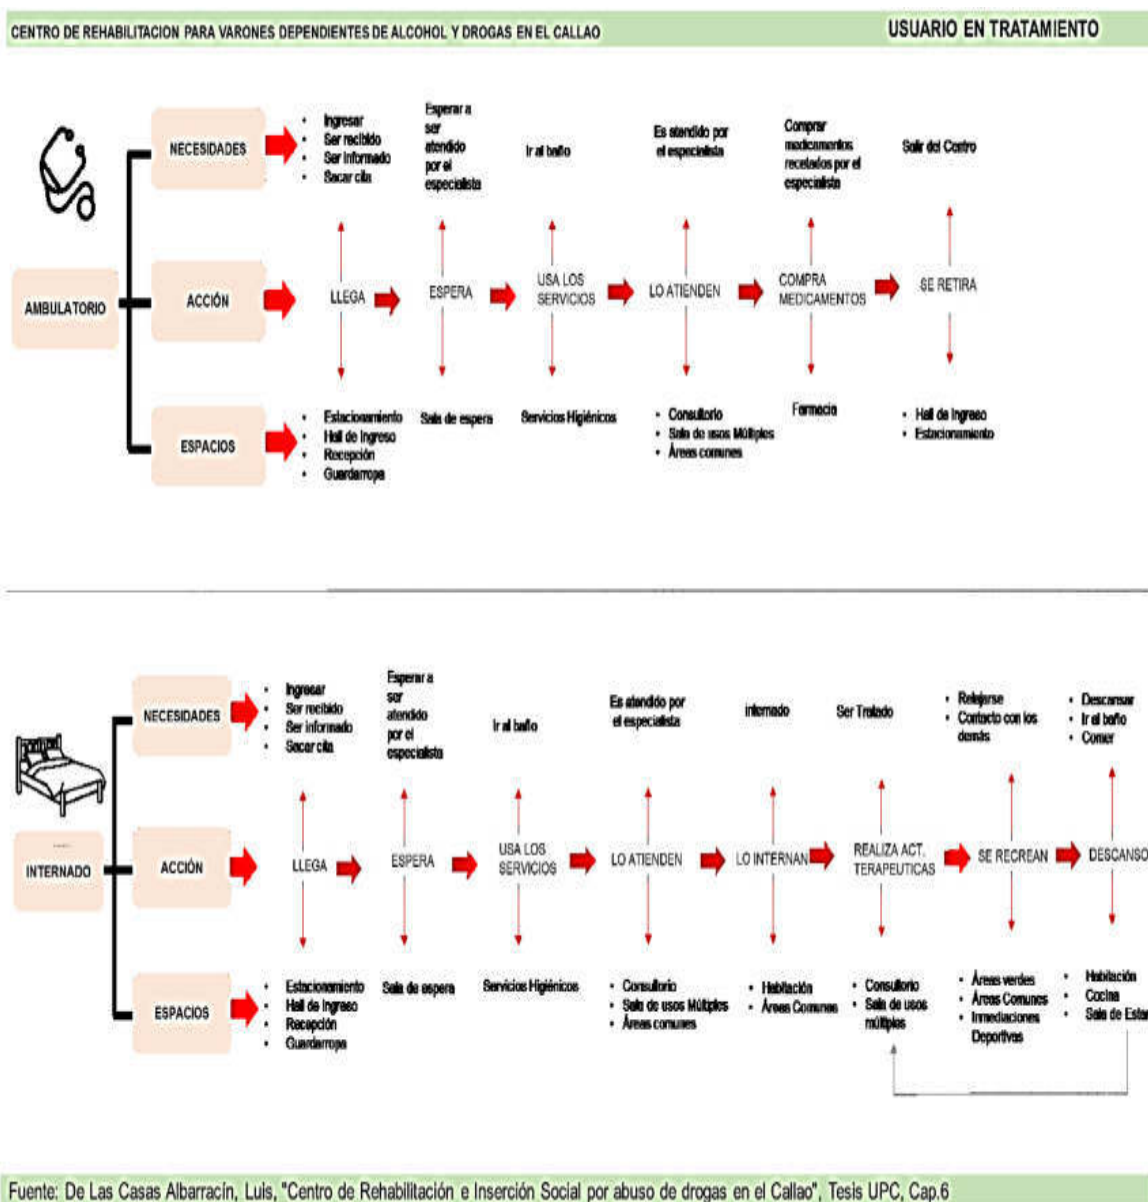 CENTRO DE REHABILITACION PARA VARONES DEPENDIENTES DE ALCOHOL Y DROGAS EN EL CALLAO
USUARIO EN TRATAMIENTO
AMBULATORIO
NECESIDADES
• Ingresar
• Ser recibido
• Ser informado
• Sacar cita
Esperar a
ser
atendido
por el
especialista
Ir al baño
Es atendido por
el especialista
Comprar
medicamentos
recetados por el
especialista
Salir del Centro
ACCIÓN
LLEGA
ESPERA
USA LOS
SERVICIOS
LO ATIENDEN
COMPRA
MEDICAMENTOS
SE RETIRA
ESPACIOS
• Estacionamiento
• Hall de Ingreso
• Recepción
• Guardarropa
Sala de espera
Servicios Higiénicos
• Consultorio
• Sala de usos Múltiples
• Áreas comunes
Farmacia
• Hall de Ingreso
• Estacionamiento
INTERNADO
NECESIDADES
• Ingresar
• Ser recibido
• Ser informado
• Sacar cita
Esperar a
ser
atendido
por el
especialista
Ir al baño
Es atendido por
el especialista
internado
Ser Tratado
• Relajarse
• Contacto con los
demás
• Descansar
• Ir al baño
• Comer
ACCIÓN
LLEGA
ESPERA
USA LOS
SERVICIOS
LO ATIENDEN
LO INTERNAN
REALIZA ACT.
TERAPEUTICAS
SE RECREAN
DESCANSO
ESPACIOS
• Estacionamiento
• Hall de Ingreso
• Recepción
• Guardarropa
Sala de espera
Servicios Higiénicos
• Consultorio
• Sala de usos Múltiples
• Áreas comunes
• Habitación
• Áreas Comunes
• Consultorio
• Sala de usos
múltiples
• Áreas verdes
• Áreas Comunes
• Inmediaciones
Deportivas
• Habitación
• Cocina
• Sala de Estar
Fuente: De Las Casas Albarracín, Luis, "Centro de Rehabilitación e Inserción Social por abuso de drogas en el Callao", Tesis UPC, Cap.6